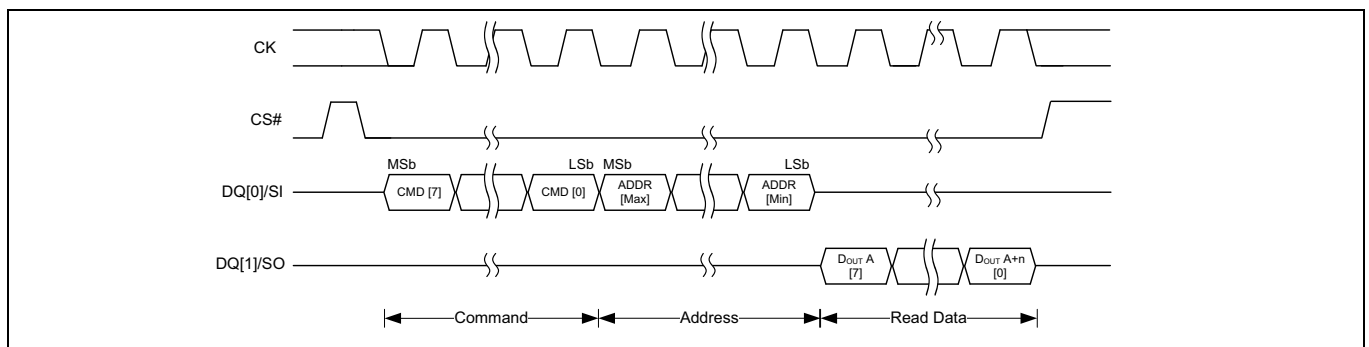 CK
CS#
MSb LSb MSb LSb
DQ[0]/SI CMD [7] CMD [0] ADDR [Max] ADDR [Min]
DQ[1]/SO DOUT A [7] DOUT A+n [0]
Command Address Read Data